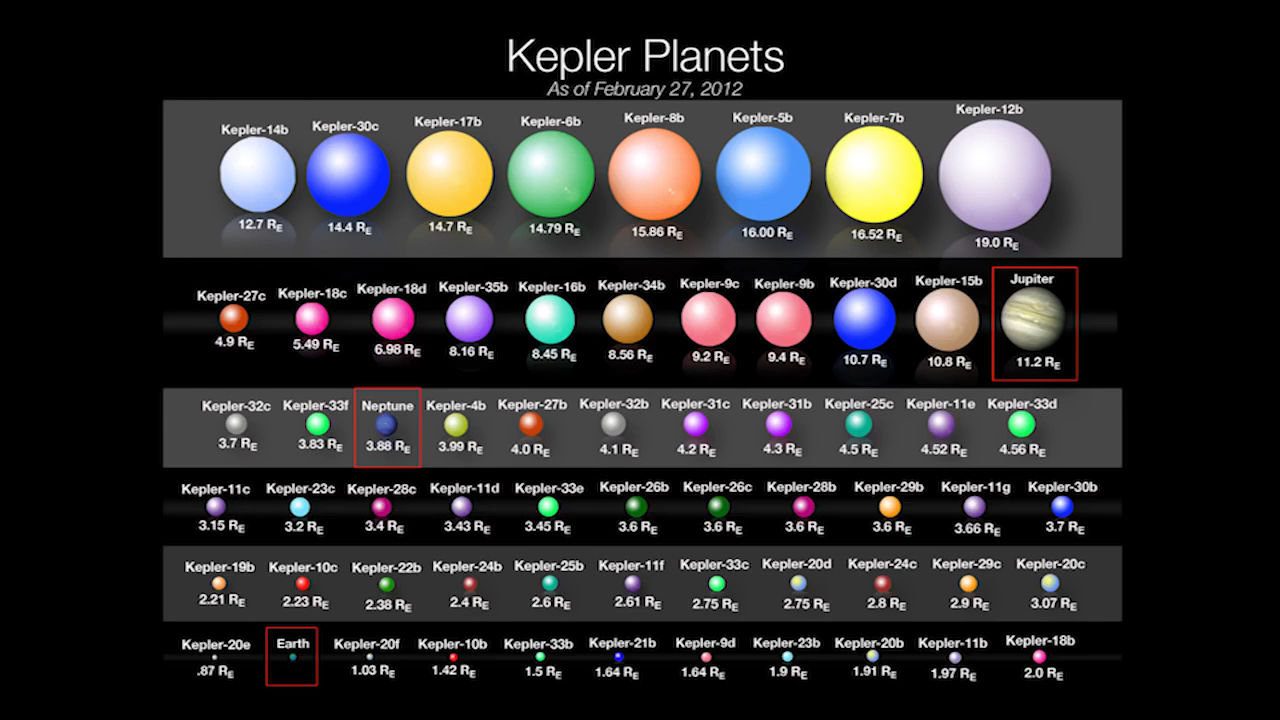 Kepler Planets
As of February 27, 2012
Kepler-14b Kepler-30c Kepler-17b Kepler-6b Kepler-8b Kepler-5b Kepler-7b Kepler-12b
12.7 RE 14.4 RE 14.7 RE 14.79 RE 15.86 RE 16.00 RE 16.52 RE 19.0 RE
Kepler-27c Kepler-18c Kepler-18d Kepler-35b Kepler-16b Kepler-34b Kepler-9c Kepler-9b Kepler-30d Kepler-15b Jupiter
4.9 RE 5.49 RE 6.98 RE 8.16 RE 8.45 RE 8.56 RE 9.2 RE 9.4 RE 10.7 RE 10.8 RE 11.2 RE
Kepler-32c Kepler-33f Neptune Kepler-4b Kepler-27b Kepler-32b Kepler-31c Kepler-31b Kepler-25c Kepler-11e Kepler-33d
3.7 RE 3.83 RE 3.88 RE 3.99 RE 4.0 RE 4.1 RE 4.2 RE 4.3 RE 4.5 RE 4.52 RE 4.56 RE
Kepler-11c Kepler-23c Kepler-28c Kepler-11d Kepler-33e Kepler-26b Kepler-26c Kepler-28b Kepler-29b Kepler-11g Kepler-30b
3.15 RE 3.2 RE 3.4 RE 3.43 RE 3.45 RE 3.6 RE 3.6 RE 3.6 RE 3.6 RE 3.66 RE 3.7 RE
Kepler-19b Kepler-10c Kepler-22b Kepler-24b Kepler-25b Kepler-11f Kepler-33c Kepler-20d Kepler-24c Kepler-29c Kepler-20c
2.21 RE 2.23 RE 2.38 RE 2.4 RE 2.6 RE 2.61 RE 2.75 RE 2.75 RE 2.8 RE 2.9 RE 3.07 RE
Kepler-20e Earth Kepler-20f Kepler-10b Kepler-33b Kepler-21b Kepler-9d Kepler-23b Kepler-20b Kepler-11b Kepler-18b
.87 RE 1.03 RE 1.42 RE 1.5 RE 1.64 RE 1.64 RE 1.9 RE 1.91 RE 1.97 RE 2.0 RE